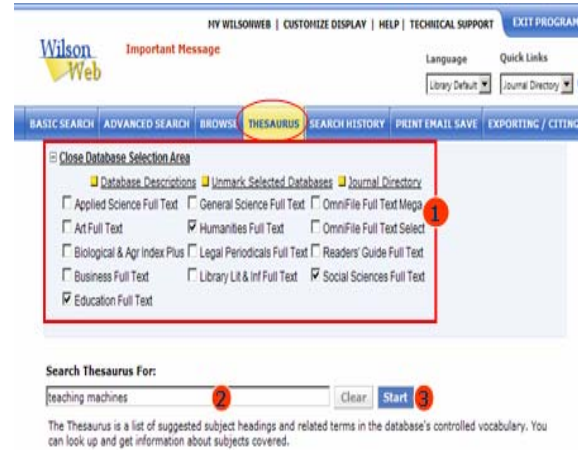 MY WILSONWEB | CUSTOMIZE DISPLAY | HELP | TECHNICAL SUPPORT EXIT PROGRAM
Wilson Web
Important Message
Language Quick Links
Library Default Journal Directory
BASIC SEARCH ADVANCED SEARCH BROWSE THESAURUS SEARCH HISTORY PRINT EMAIL SAVE EXPORTING / CITING
Close Database Selection Area
Database Descriptions Unmark Selected Databases Journal Directory
Applied Science Full Text General Science Full Text OmniFile Full Text Mega
1
Art Full Text Humanities Full Text OmniFile Full Text Select
Biological & Agr Index Plus Legal Periodicals Full Text Readers' Guide Full Text
Business Full Text Library Lit & Inf Full Text Social Sciences Full Text
Education Full Text
Search Thesaurus For:
teaching machines 2 Clear Start 3
The Thesaurus is a list of suggested subject headings and related terms in the database's controlled vocabulary. You
can look up and get information about subjects covered.